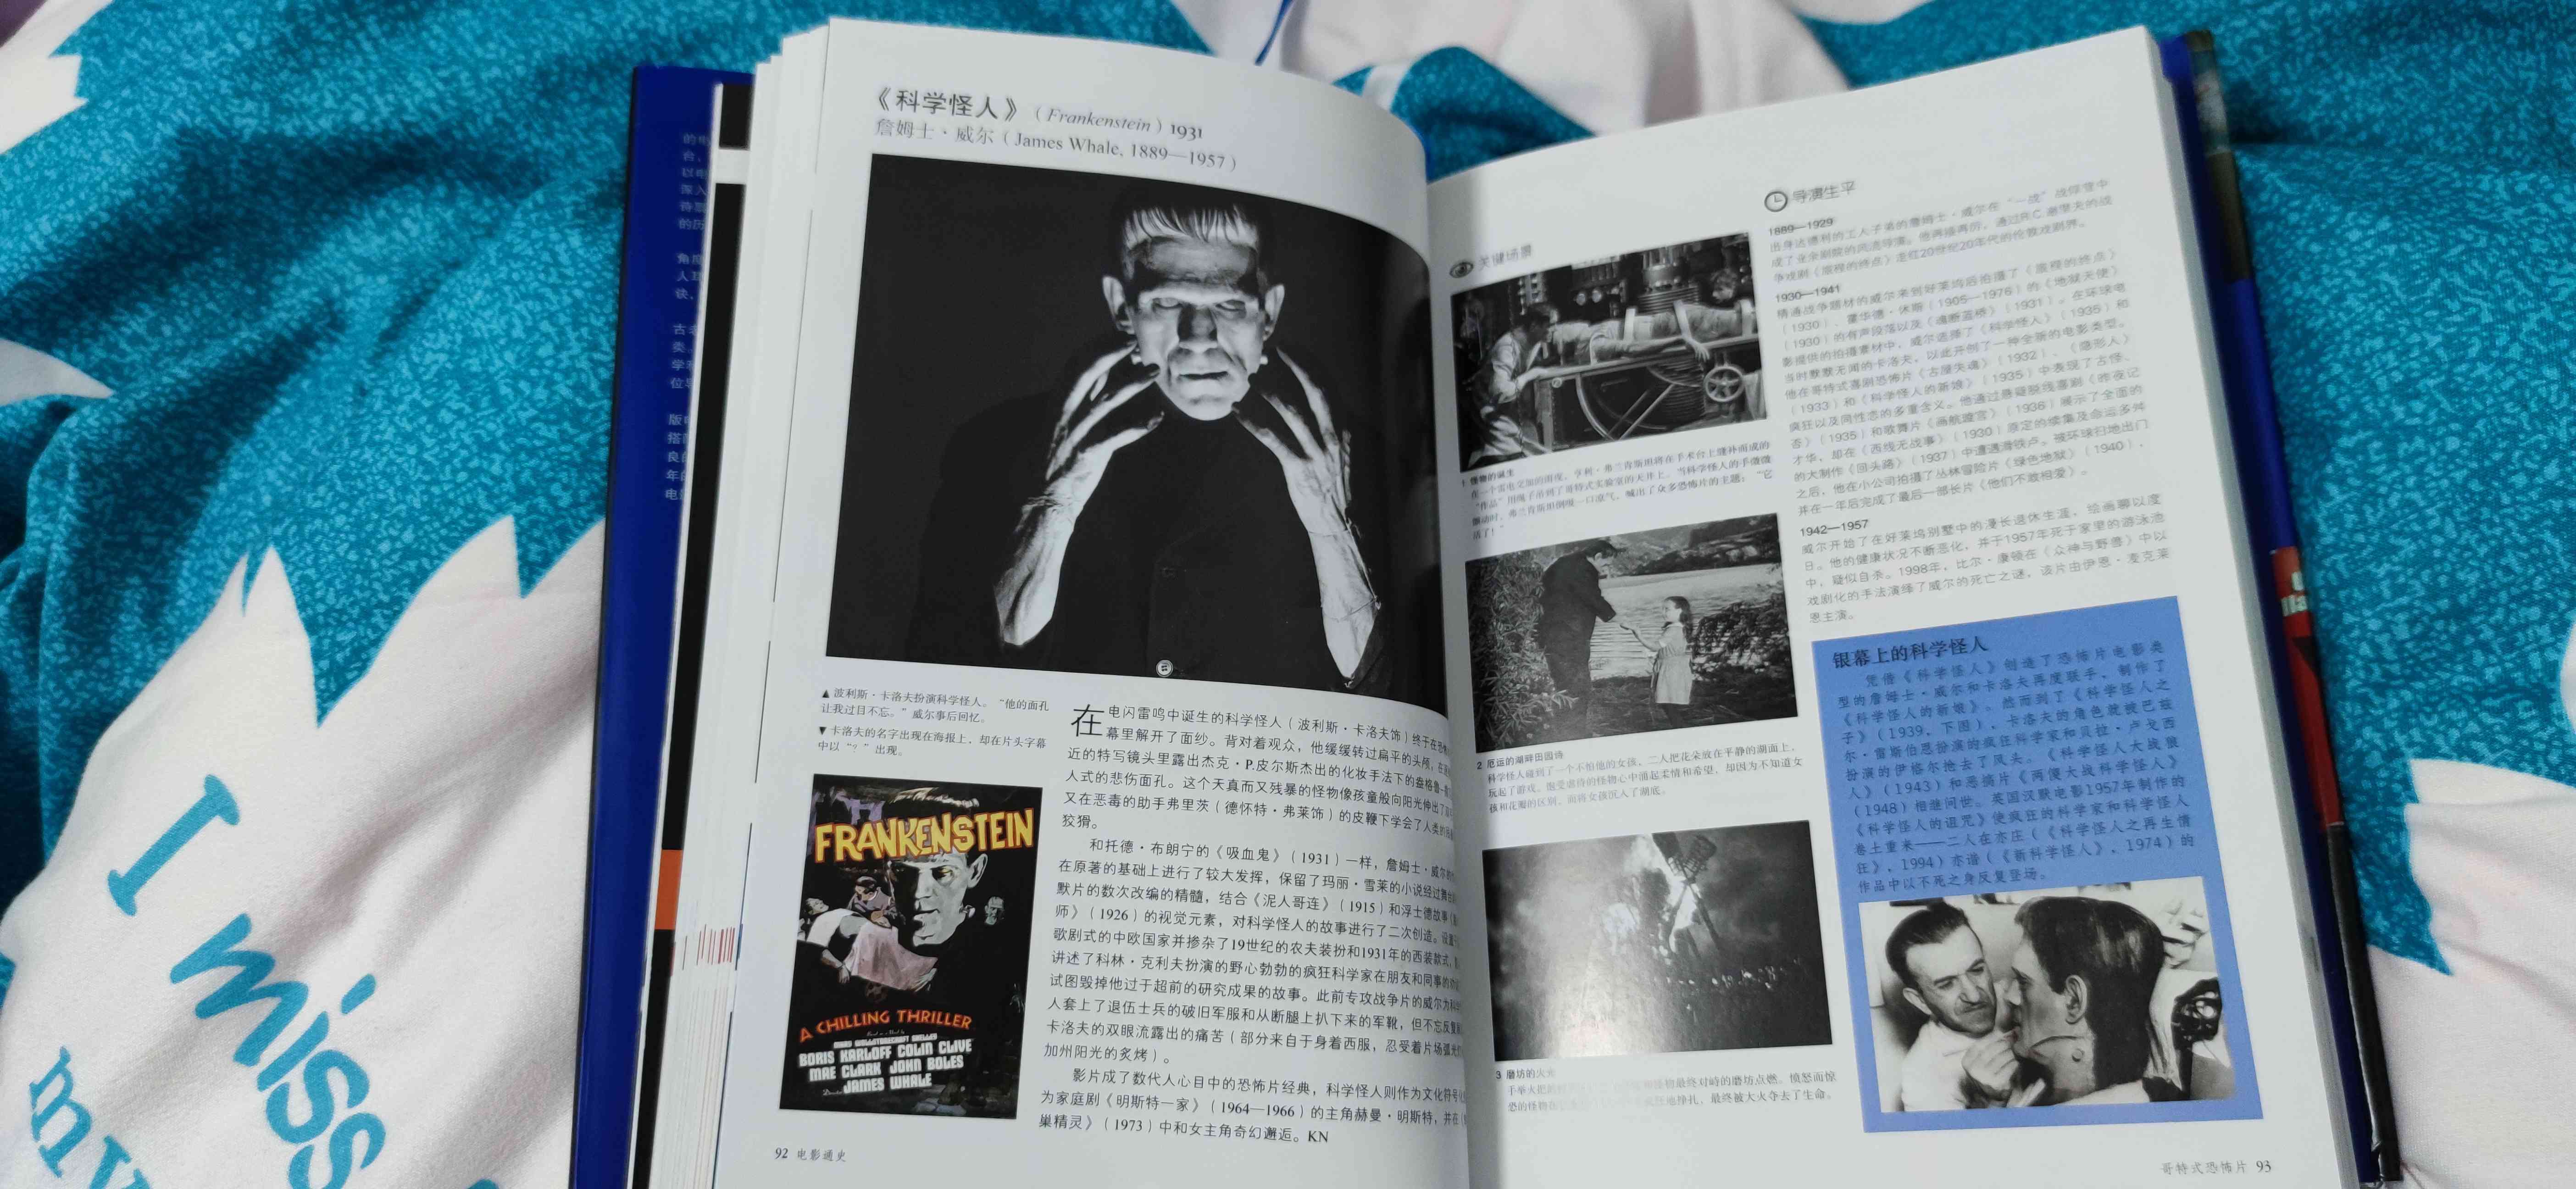 《科学怪人》（Frankenstein）1931
詹姆士·威尔（James Whale, 1889—1957）
▲ 波利斯·卡洛夫扮演科学怪人。“他的面孔
让我过目不忘。”威尔事后回忆。
▼ 卡洛夫的名字出现在海报上，却在片头字幕
中以“？”出现。
FRANKENSTEIN
A CHILLING THRILLER
BORIS KARLOFF COLIN CLIVE
MAE CLARK JOHN BOLES
JAMES WHALE
在电闪雷鸣中诞生的科学怪人（波利斯·卡洛夫饰）终于在
幕里解开了面纱。背对着观众，他缓缓转过扁平的头颅，在
近的特写镜头里露出杰克·P.皮尔斯杰出的化妆手法下的盎格鲁
人式的悲伤面孔。这个天真而又残暴的怪物像孩童般向阳光伸出了
又在恶毒的助手弗里茨（德怀特·弗莱饰）的皮鞭下学会了人类的
狡猾。
和托德·布朗宁的《吸血鬼》（1931）一样，詹姆士·威尔
在原著的基础上进行了较大发挥，保留了玛丽·雪莱的小说经过
默片的数次改编的精髓，结合《泥人哥连》（1915）和浮士德故事
师》（1926）的视觉元素，对科学怪人的故事进行了二次创造。设置
歌剧式的中欧国家并掺杂了19世纪的农夫装扮和1931年的西装款式，
讲述了科林·克利夫扮演的野心勃勃的疯狂科学家在朋友和同事的
试图毁掉他过于超前的研究成果的故事。此前专攻战争片的威尔为
人套上了退伍士兵的破旧军服和从断腿上扒下来的军靴，但不忘
卡洛夫的双眼流露出的痛苦（部分来自于身着西服，忍受着片场
加州阳光的炙烤）。
影片成了数代人心目中的恐怖片经典，科学怪人则作为文化符号
为家庭剧《明斯特一家》（1964—1966）的主角赫曼·明斯特，并在
巢精灵》（1973）中和女主角奇幻邂逅。KN
92 电影通史
关键场景
1 怪物的诞生
在一个雷电交加的雨夜，亨利·弗兰肯斯坦将在手术台上缝补而成的
“作品”用绳子吊到了哥特式实验室的天井上。当科学怪人的手微微
颤动时，弗兰肯斯坦倒吸一口凉气，喊出了众多恐怖片的主题：“它
活了！”
2 厄运的湖畔田园诗
科学怪人碰到了一个不怕他的女孩，二人把花朵放在平静的湖面上，
玩起了游戏。饱受虐待的怪物心中涌起柔情和希望，却因为不知道女
孩和花瓣的区别，而将女孩沉入了湖底。
3 磨坊的火
手举火把的
最终对峙的磨坊点燃。愤怒而惊
恐的怪物在
挣扎，最终被大火夺去了生命。
导演生平
1889—1929
出身达德利的工人子弟的詹姆士·威尔在“一战”战俘营中
成了业余剧院的风流导演。他再接再厉，通过R.C.谢里夫的战
争戏剧《旅程的终点》走红20世纪20年代的伦敦戏剧界。
1930—1941
精通战争题材的威尔来到好莱坞后拍摄了《旅程的终点》
（1930）、霍华德·休斯（1905—1976）的《地狱天使》
（1930）的有声段落以及《魂断蓝桥》（1931）。在环球电
影提供的拍摄素材中，威尔选择了《科学怪人》（1935）和
当时默默无闻的卡洛夫，以此开创了一种全新的电影类型。
他在哥特式喜剧恐怖片《古屋失魂》（1932）、《隐形人》
（1933）和《科学怪人的新娘》（1935）中表现了古怪、
疯狂以及同性恋的多重含义。他通过悬疑脱线喜剧《昨夜记
否》（1935）和歌舞片《画舫璇宫》（1936）展示了全面的
才华，却在《西线无战事》（1930）原定的续集及命运多舛
的大制作《回头路》（1937）中遭遇滑铁卢。被环球扫地出门
之后，他在小公司拍摄了丛林冒险片《绿色地狱》（1940），
并在一年后完成了最后一部长片《他们不敢相爱》。
1942—1957
威尔开始了在好莱坞别墅中的漫长退休生涯，绘画聊以度
日。他的健康状况不断恶化，并于1957年死于家里的游泳池
中，疑似自杀。1998年，比尔·康顿在《众神与野兽》中以
戏剧化的手法演绎了威尔的死亡之谜，该片由伊恩·麦克莱
恩主演。
银幕上的科学怪人
凭借《科学怪人》创造了恐怖片电影类
型的詹姆士·威尔和卡洛夫再度联手，制作了
《科学怪人的新娘》。然而到了《科学怪人之
子》（1939，下图），卡洛夫的角色就被巴兹
尔·雷斯伯恩扮演的疯狂科学家和贝拉·卢戈西
扮演的伊格尔抢去了风头。《科学怪人大战狼
人》（1943）和恶搞片《两傻大战科学怪人》
（1948）相继问世。英国汉默电影1957年制作的
《科学怪人的诅咒》使疯狂的科学家和科学怪人
卷土重来——二人在亦庄（《科学怪人之再生情
狂》，1994）亦谐（《新科学怪人》，1974）的
作品中以不死之身反复登场。
哥特式恐怖片 93
I miss